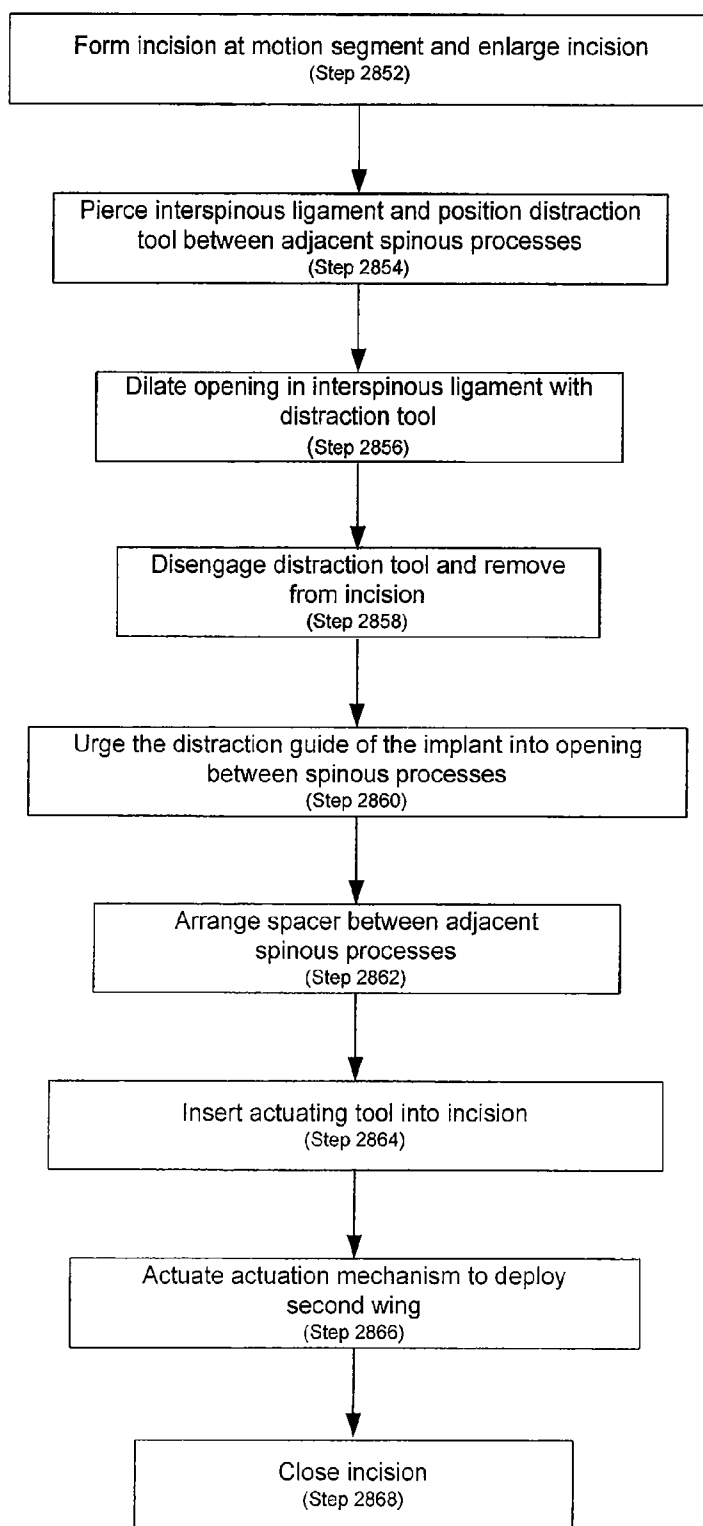 Form incision at motion segment and enlarge incision
(Step 2852)
Pierce interspinous ligament and position distraction
tool between adjacent spinous processes
(Step 2854)
Dilate opening in interspinous ligament with
distraction tool
(Step 2856)
Disengage distraction tool and remove
from incision
(Step 2858)
Urge the distraction guide of the implant into opening
between spinous processes
(Step 2860)
Arrange spacer between adjacent
spinous processes
(Step 2862)
Insert actuating tool into incision
(Step 2864)
Actuate actuation mechanism to deploy
second wing
(Step 2866)
Close incision
(Step 2868)